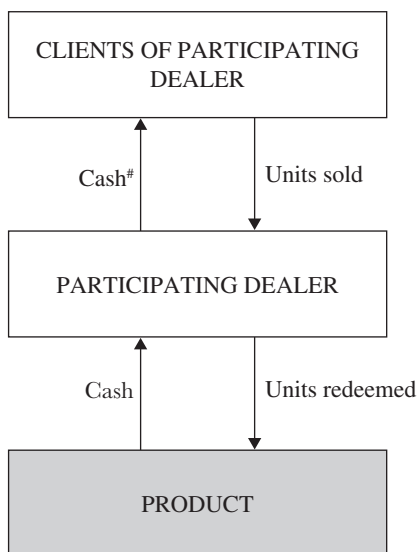 CLIENTS OF PARTICIPATING
DEALER
Cash#
Units sold
PARTICIPATING DEALER
Cash
Units redeemed
PRODUCT